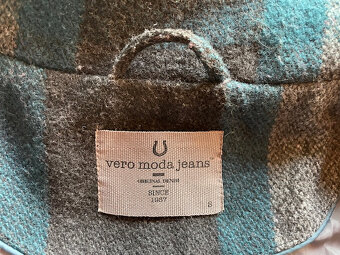 vero moda jeans
ORIGINAL DENIM
SINCE
1987
S